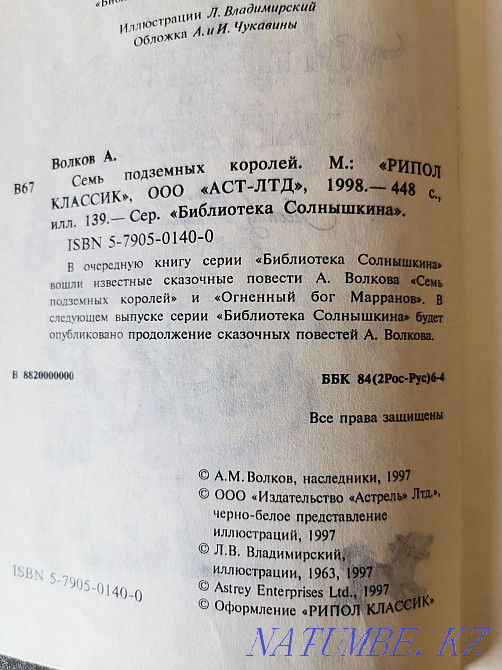 Иллюстрации Л. Владимирский
Обложка А. и И. Чукавины
Волков А.
В67 Семь подземных королей. М.: «РИПОЛ
КЛАССИК», ООО «АСТ-ЛТД», 1998.— 448 с.,
илл. 139.— Сер. «Библиотека Солнышкина».
ISBN 5-7905-0140-0
В очередную книгу серии «Библиотека Солнышкина»
вошли известные сказочные повести А. Волкова «Семь
подземных королей» и «Огненный бог Марранов». В
следующем выпуске серии «Библиотека Солнышкина» будет
опубликовано продолжение сказочных повестей А. Волкова.
В 8820000000 ББК 84(2Рос-Рус)6-4
Все права защищены
© А.М. Волков, наследники, 1997
© ООО «Издательство «Астрель» Лтд.»,
черно-белое представление
иллюстраций, 1997
© Л.В. Владимирский,
иллюстрации, 1963, 1997
© Astrey Enterprises Ltd., 1997
© Оформление «РИПОЛ КЛАССИК»
ISBN 5-7905-0140-0
NATUMBE.KZ